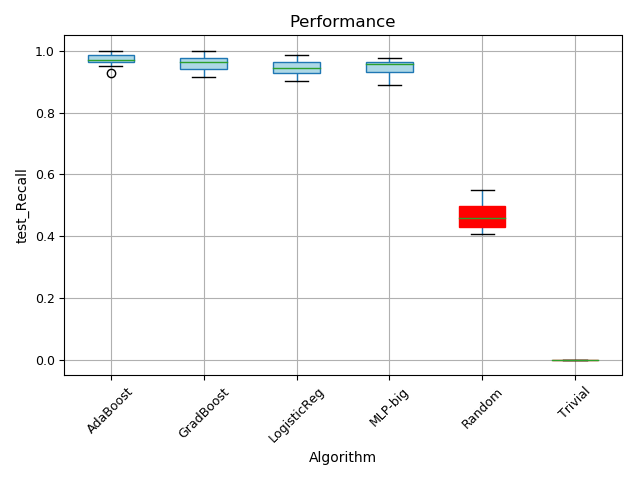 Performance
1.0
0.8
0.6
0.4
0.2
0.0
test_Recall
AdaBoost
GradBoost
LogisticReg
MLP-big
Random
Trivial
Algorithm